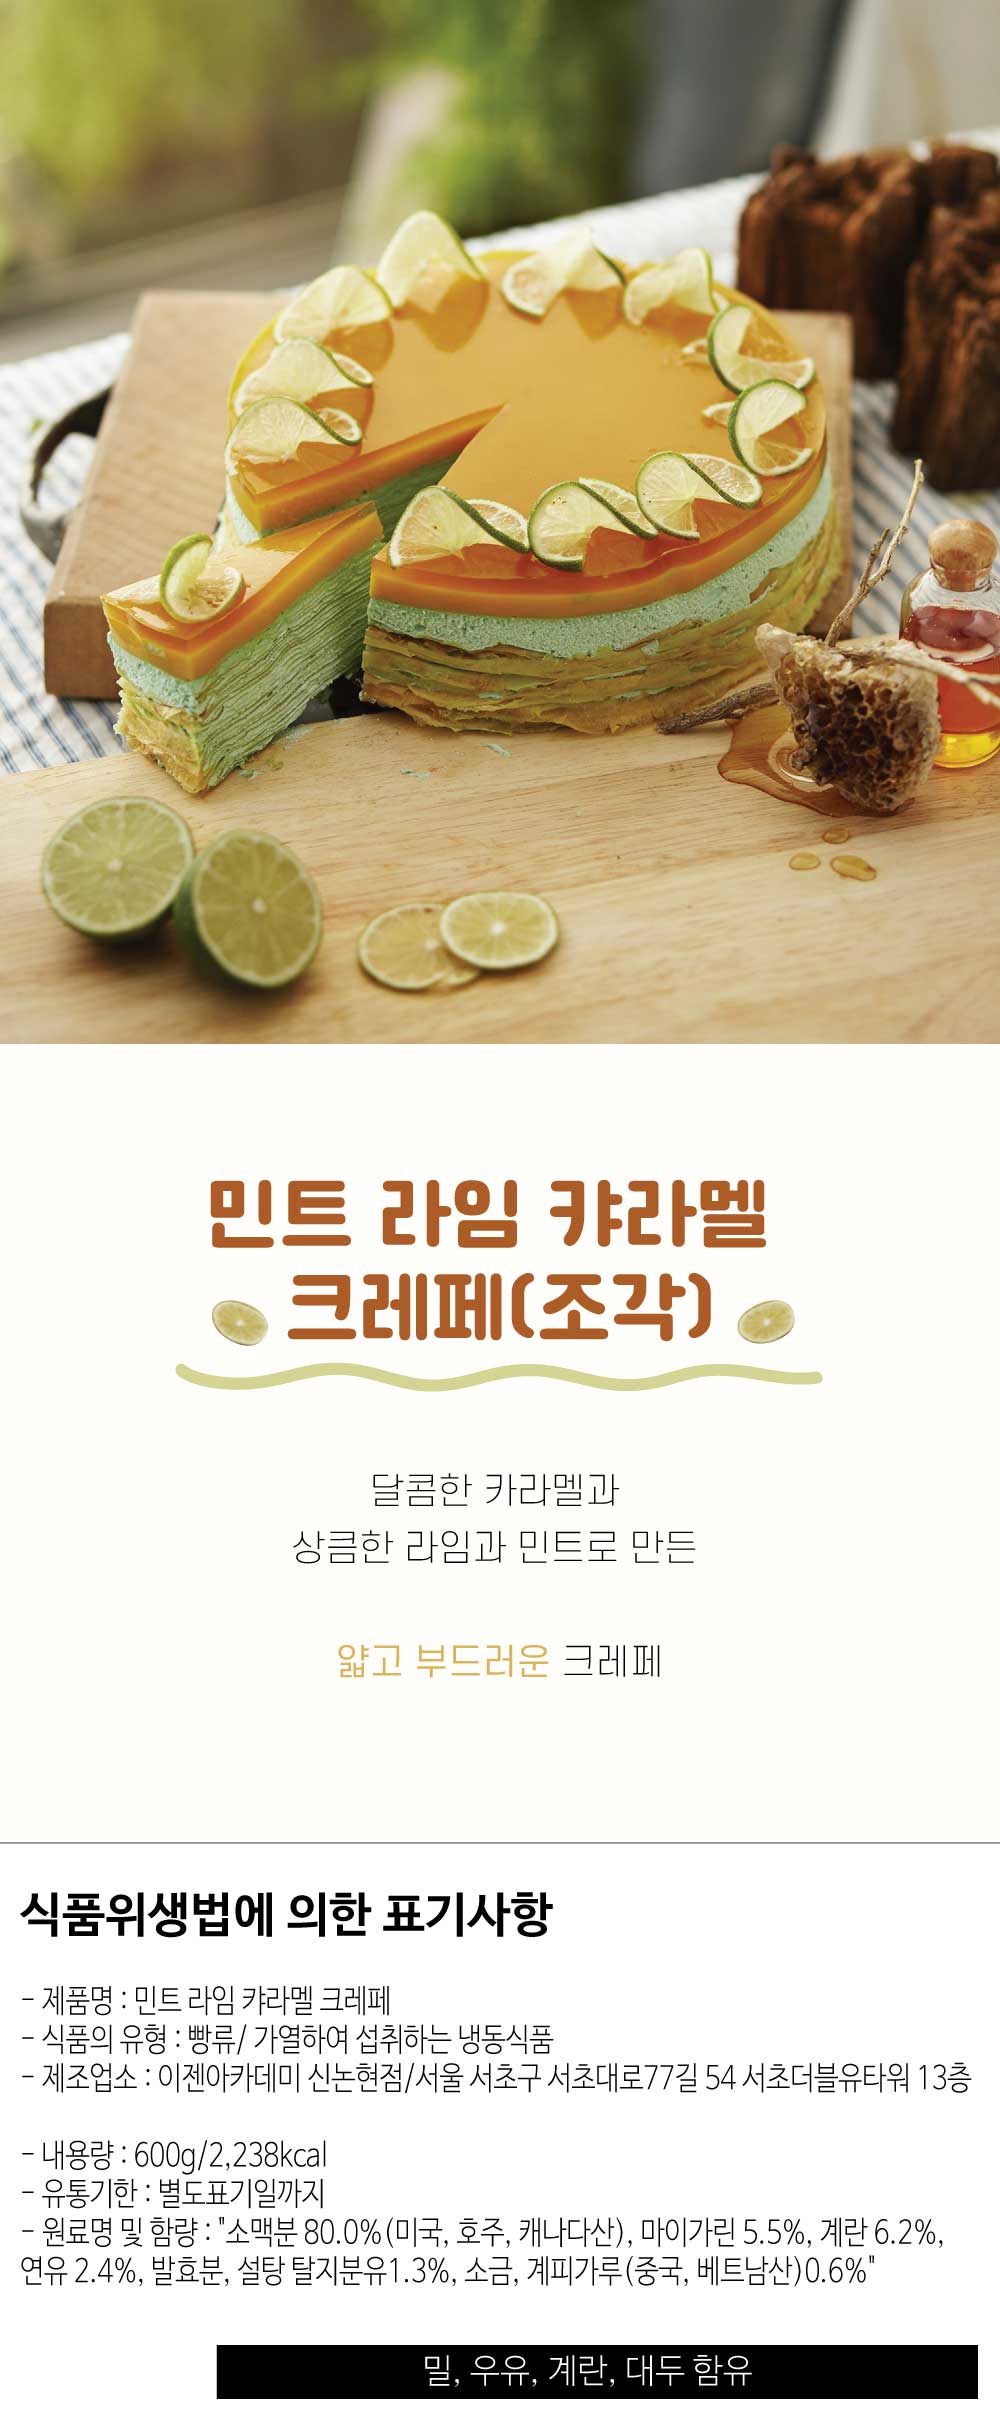 민트 라임 캬라멜
크레페(조각)
달콤한 카라멜과
상큼한 라임과 민트로 만든
얇고 부드러운 크레페
식품위생법에 의한 표기사항
- 제품명 : 민트 라임 캬라멜 크레페
- 식품의 유형 : 빵류/ 가열하여 섭취하는 냉동식품
- 제조업소 : 이젠아카데미 신논현점/서울 서초구 서초대로77길 54 서초더블유타워 13층
- 내용량 : 600g/2,238kcal
- 유통기한 : 별도표기일까지
- 원료명 및 함량 : "소맥분 80.0%(미국, 호주, 캐나다산), 마이가린 5.5%, 계란 6.2%,
연유 2.4%, 발효분, 설탕 탈지분유1.3%, 소금, 계피가루(중국, 베트남산)0.6%"
밀, 우유, 계란, 대두 함유